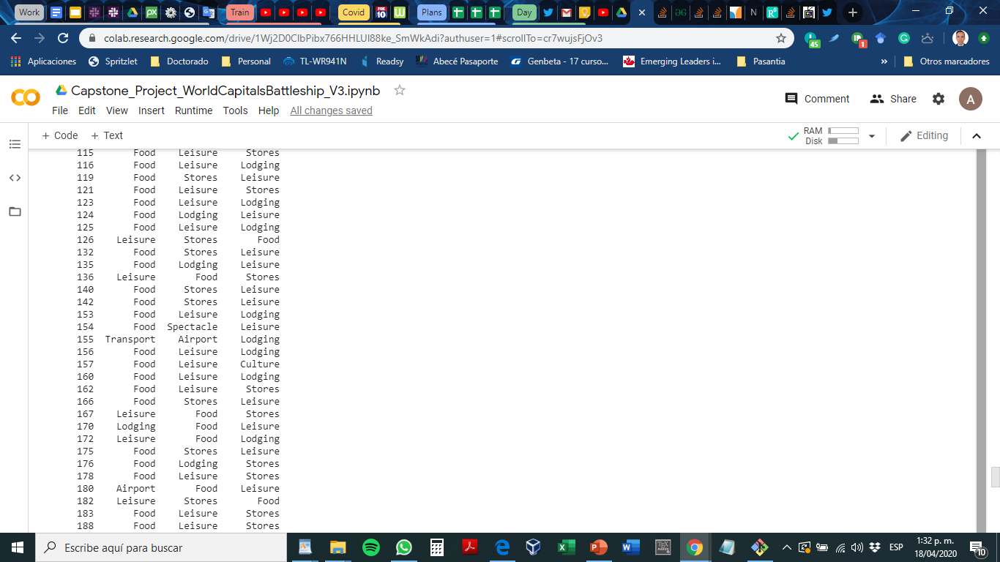 Work Train Covid FOX 10 Plans Day
colab.research.google.com/drive/1Wj2D0CIbPibx766HHLUl88ke_SmWkAdi?authuser=1#scrollTo=cr7wujsFjOv3 45 1
Aplicaciones Spritzlet Doctorado Personal TL-WR941N Readsy Abecé Pasaporte Genbeta - 17 curso... Emerging Leaders i... Pasantia » Otros marcadores
Capstone_Project_WorldCapitalsBattleship_V3.ipynb
Comment Share A
File Edit View Insert Runtime Tools Help All changes saved
+ Code + Text RAM Disk Editing
115 Food Leisure Stores
116 Food Leisure Lodging
119 Food Stores Leisure
121 Food Leisure Stores
123 Food Leisure Lodging
124 Food Lodging Leisure
125 Food Leisure Lodging
126 Leisure Stores Food
132 Food Stores Leisure
135 Food Lodging Leisure
136 Leisure Food Stores
140 Food Stores Leisure
142 Food Stores Leisure
153 Food Leisure Lodging
154 Food Spectacle Leisure
155 Transport Airport Lodging
156 Food Leisure Lodging
157 Food Leisure Culture
160 Food Leisure Lodging
162 Food Leisure Stores
166 Food Stores Leisure
167 Leisure Food Stores
170 Lodging Food Leisure
172 Leisure Food Lodging
175 Food Stores Leisure
176 Food Lodging Stores
178 Food Leisure Stores
180 Airport Food Leisure
182 Leisure Stores Food
183 Food Leisure Stores
188 Food Leisure Stores
Escribe aquí para buscar
ESP
1:32 p. m.
18/04/2020
10